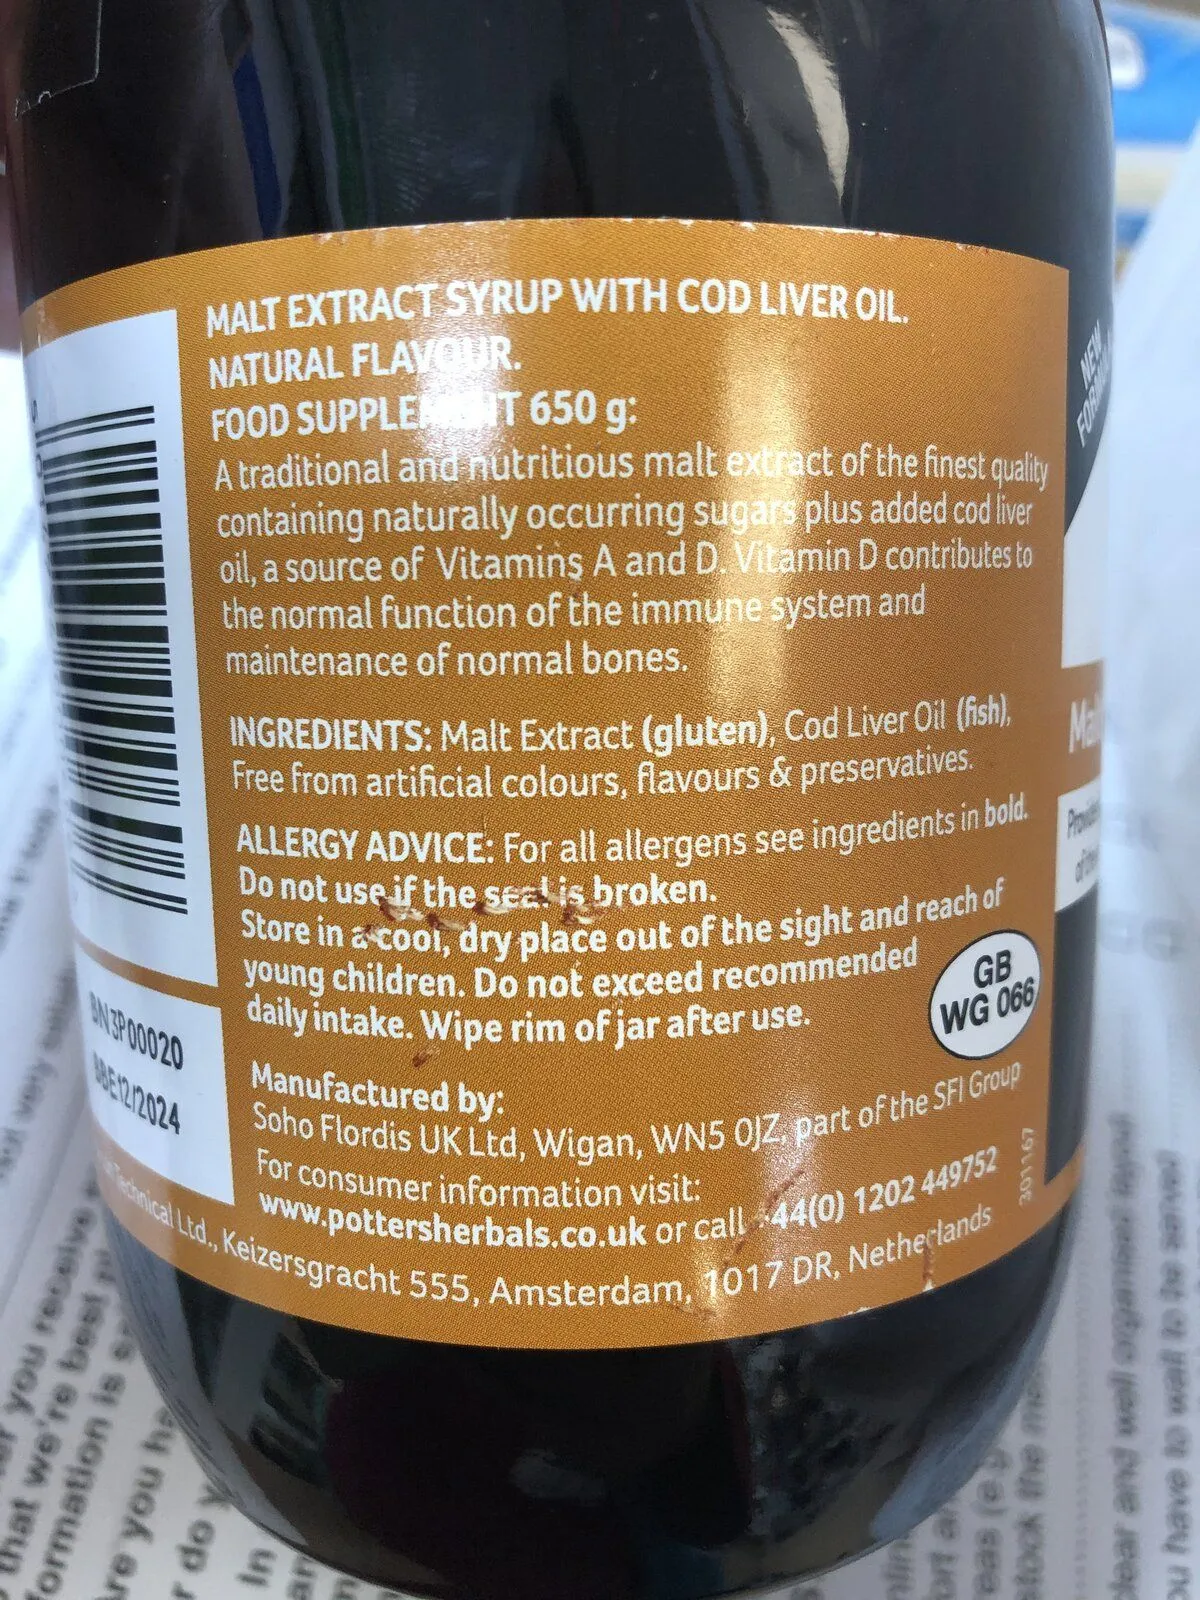 MALT EXTRACT SYRUP WITH COD LIVER OIL.
NATURAL FLAVOUR.
FOOD SUPPLEMENT 650 g:
A traditional and nutritious malt extract of the finest quality
containing naturally occurring sugars plus added cod liver
oil, a source of Vitamins A and D. Vitamin D contributes to
the normal function of the immune system and
maintenance of normal bones.
INGREDIENTS: Malt Extract (gluten), Cod Liver Oil (fish),
Free from artificial colours, flavours & preservatives.
ALLERGY ADVICE: For all allergens see ingredients in bold.
Do not use if the seal is broken.
Store in a cool, dry place out of the sight and reach of
young children. Do not exceed recommended
daily intake. Wipe rim of jar after use.
GB
WG 066
Manufactured by:
Soho Flordis UK Ltd, Wigan, WN5 0JZ, part of the SFI Group
For consumer information visit:
www.pottersherbals.co.uk or call +44(0) 1202 449752
Technical Ltd., Keizersgracht 555, Amsterdam, 1017 DR, Netherlands
301167
BN3P00020
BBE12/2024
NEW